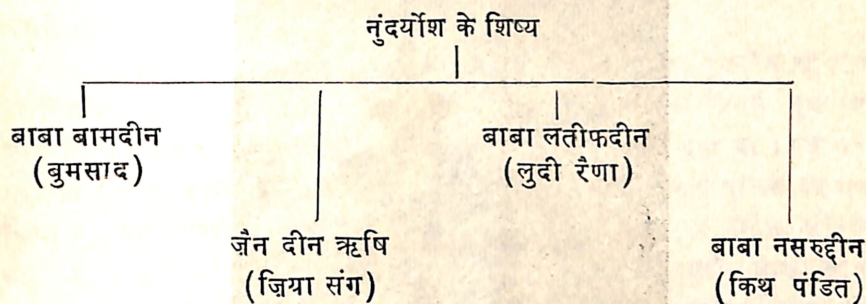 नुंदर्योश के शिष्य
बाबा बामदीन
(बुमसाद)
बाबा लतीफदीन
(लुदी रैणा)
ज़ैन दीन ऋषि
(ज़िया संग)
बाबा नसरुद्दीन
(किथ पंडित)